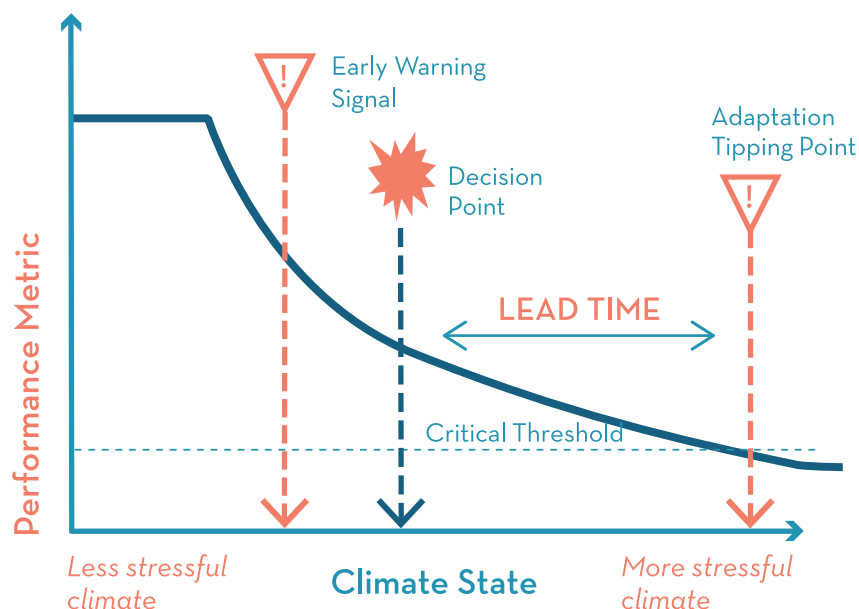 !
Early Warning
Signal
Decision
Point
Adaptation
Tipping Point
!
LEAD TIME
Critical Threshold
Performance Metric
Less stressful
climate
Climate State
More stressful
climate